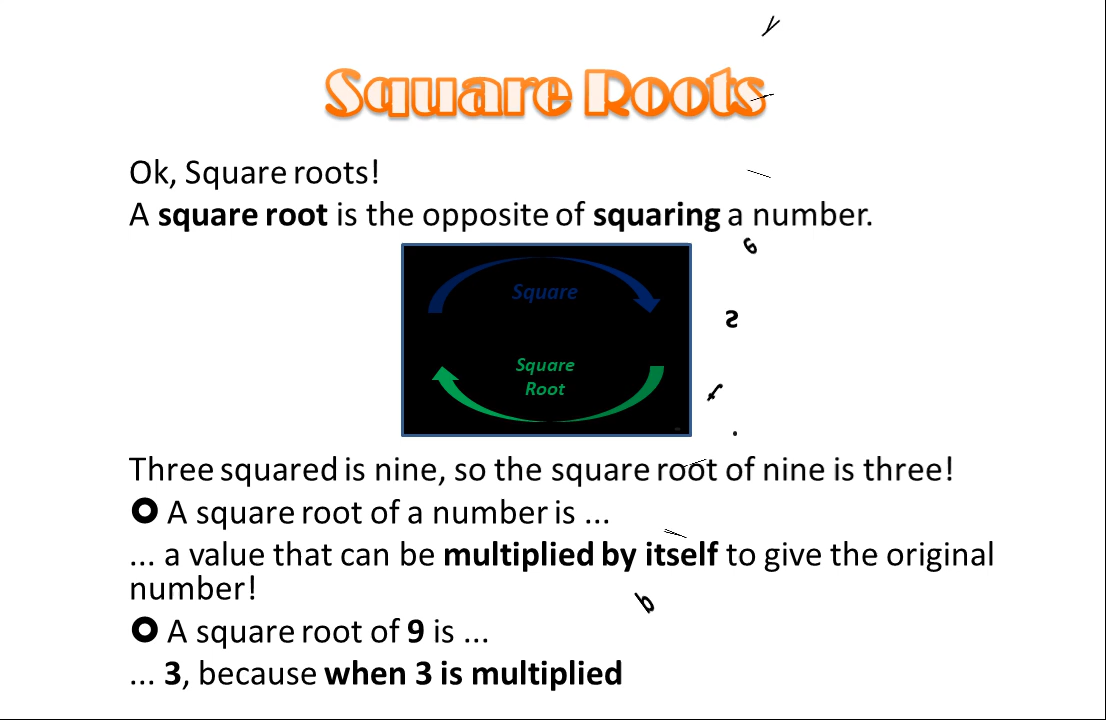 Square Roots
Ok, Square roots!
A square root is the opposite of squaring a number.
Square
Square
Root
Three squared is nine, so the square root of nine is three!
A square root of a number is ...
... a value that can be multiplied by itself to give the original
number!
A square root of 9 is ...
... 3, because when 3 is multiplied